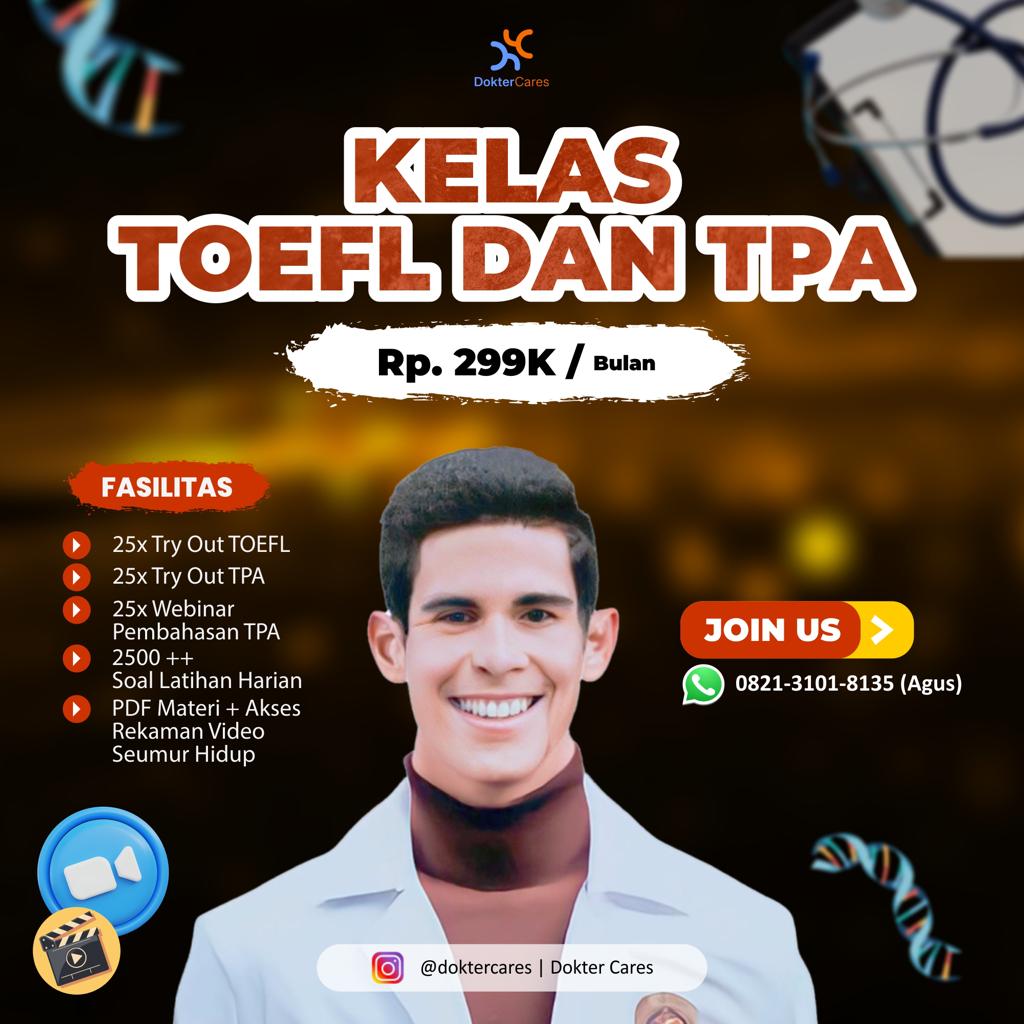 DokterCares
KELAS
TOEFL DAN TPA
Rp. 299K / Bulan
FASILITAS
25x Try Out TOEFL
25x Try Out TPA
25x Webinar
Pembahasan TPA
2500 ++
Soal Latihan Harian
PDF Materi + Akses
Rekaman Video
Seumur Hidup
JOIN US
0821-3101-8135 (Agus)
@doktercares | Dokter Cares